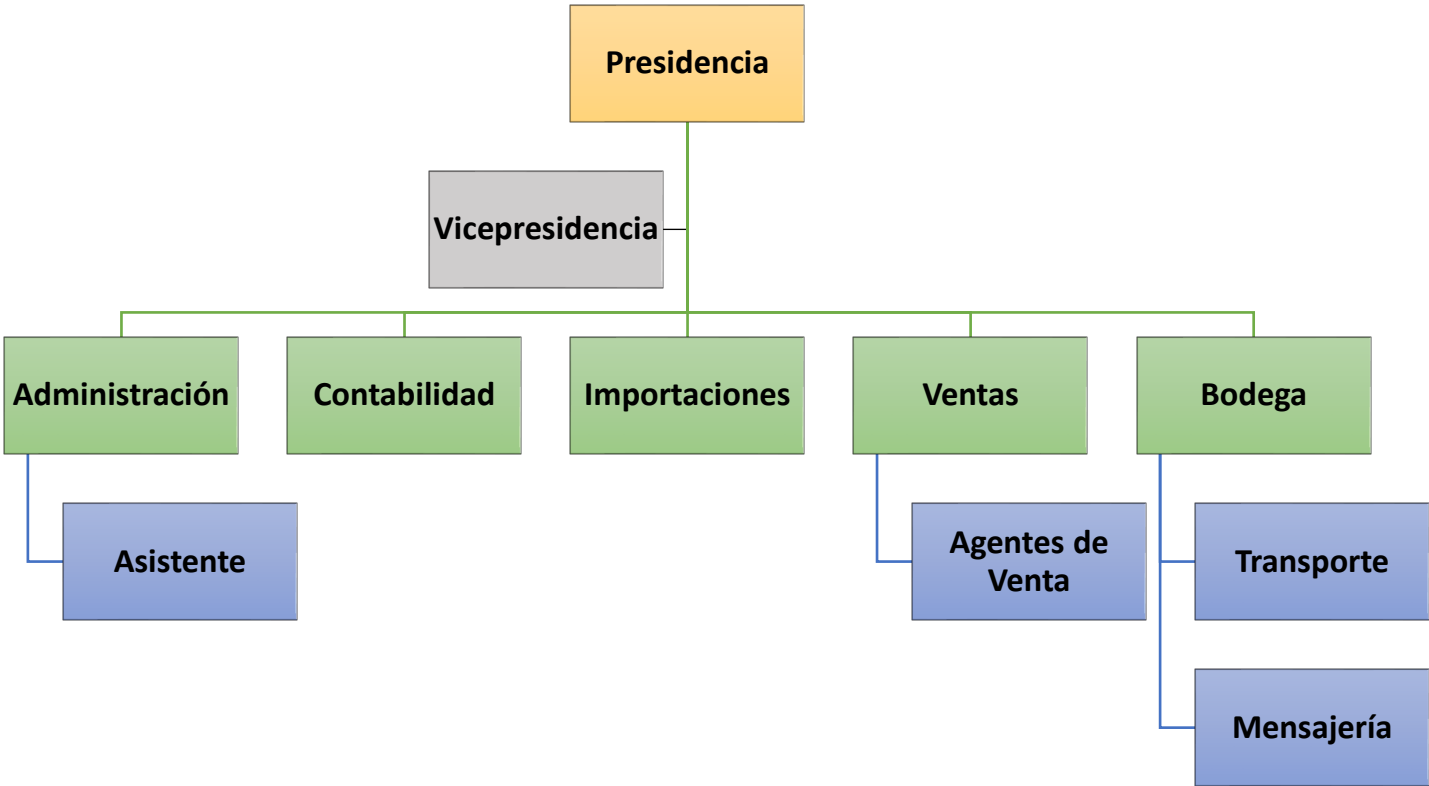 Presidencia
Vicepresidencia
Administración
Contabilidad
Importaciones
Ventas
Bodega
Asistente
Agentes de
Venta
Transporte
Mensajería